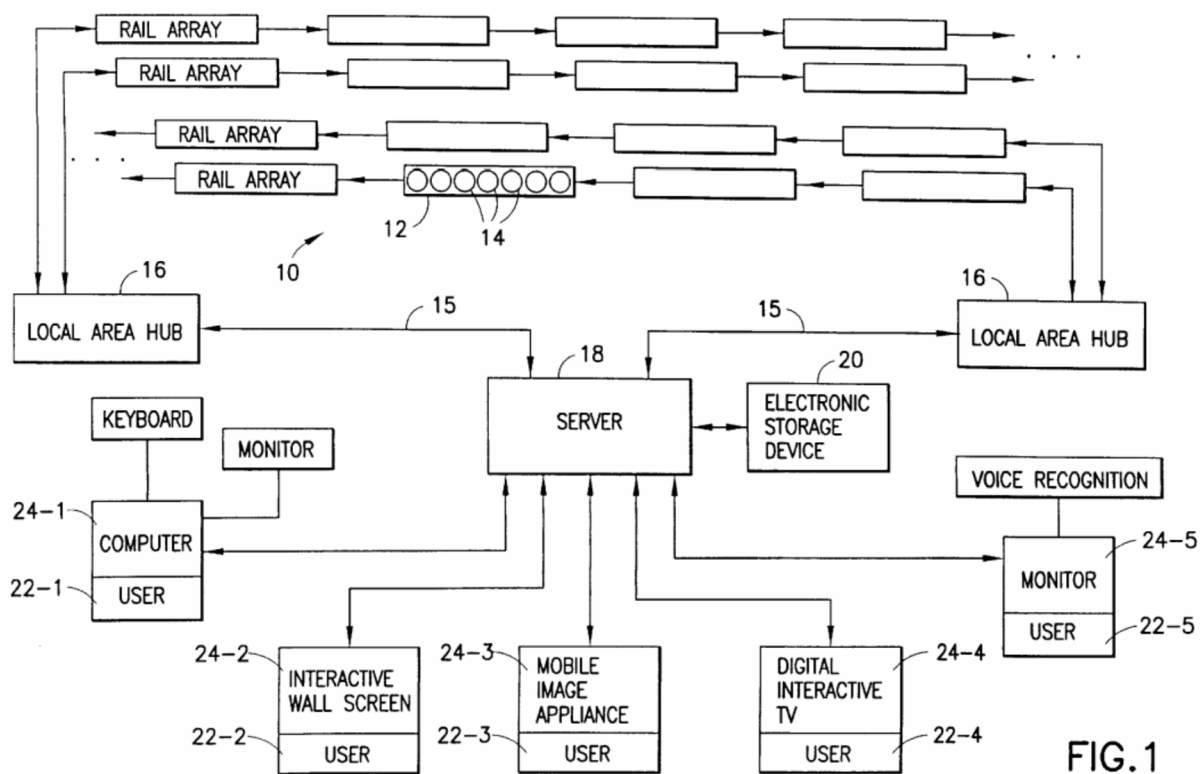 RAIL ARRAY
RAIL ARRAY
RAIL ARRAY
RAIL ARRAY
12
14
10
16
LOCAL AREA HUB
15
15
16
LOCAL AREA HUB
18
SERVER
20
ELECTRONIC
STORAGE
DEVICE
KEYBOARD
MONITOR
24-1
COMPUTER
22-1
USER
VOICE RECOGNITION
24-5
MONITOR
USER
22-5
24-2
INTERACTIVE
WALL SCREEN
22-2
USER
24-3
MOBILE
IMAGE
APPLIANCE
22-3
USER
DIGITAL
INTERACTIVE
TV
24-4
USER
22-4
FIG.1